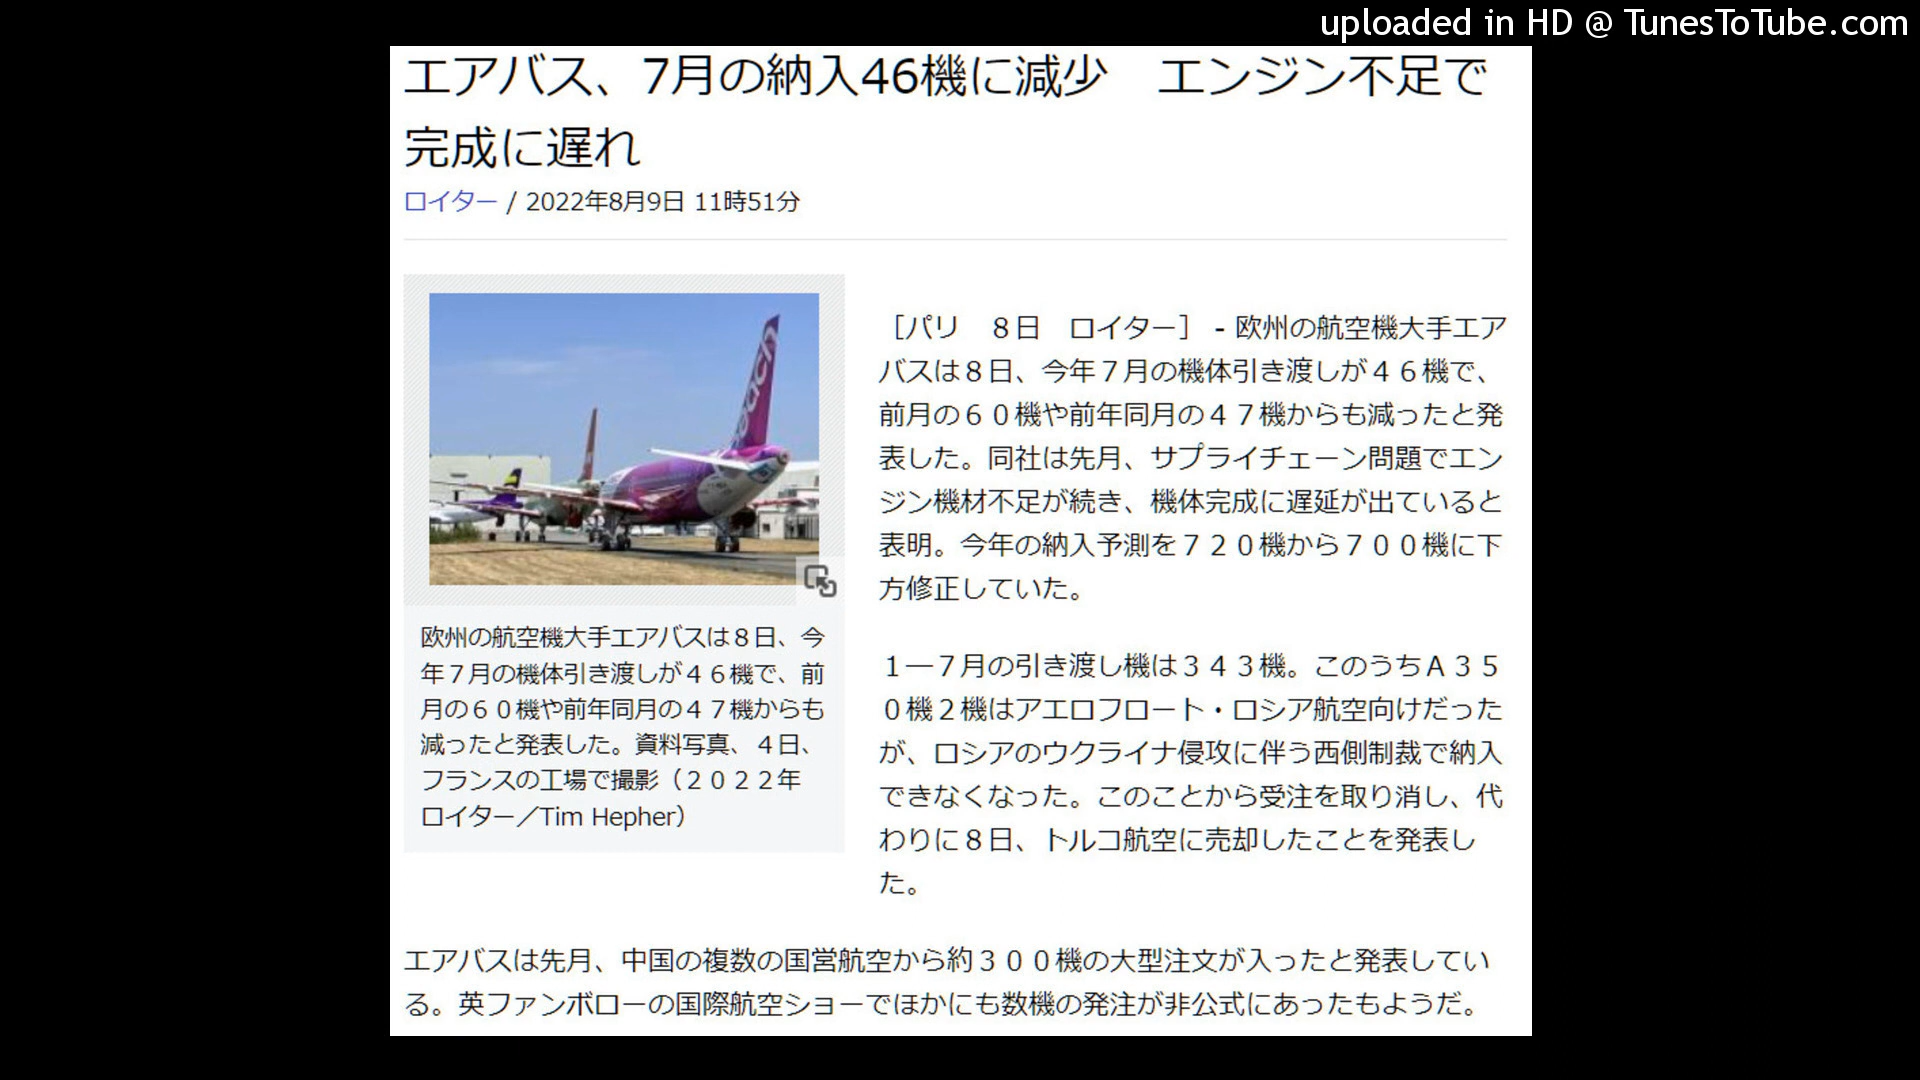 uploaded in HD @ TunesToTube.com
エアバス、7月の納入46機に減少　エンジン不足で
完成に遅れ
ロイター / 2022年8月9日 11時51分
peach
欧州の航空機大手エアバスは８日、今
年７月の機体引き渡しが４６機で、前
月の６０機や前年同月の４７機からも
減ったと発表した。資料写真、４日、
フランスの工場で撮影（２０２２年
ロイター／Tim Hepher）
［パリ　８日　ロイター］ - 欧州の航空機大手エア
バスは８日、今年７月の機体引き渡しが４６機で、
前月の６０機や前年同月の４７機からも減ったと発
表した。同社は先月、サプライチェーン問題でエン
ジン機材不足が続き、機体完成に遅延が出ていると
表明。今年の納入予測を７２０機から７００機に下
方修正していた。
１―７月の引き渡し機は３４３機。このうちＡ３５
０機２機はアエロフロート・ロシア航空向けだった
が、ロシアのウクライナ侵攻に伴う西側制裁で納入
できなくなった。このことから受注を取り消し、代
わりに８日、トルコ航空に売却したことを発表し
た。
エアバスは先月、中国の複数の国営航空から約３００機の大型注文が入ったと発表してい
る。英ファンボローの国際航空ショーでほかにも数機の発注が非公式にあったもようだ。